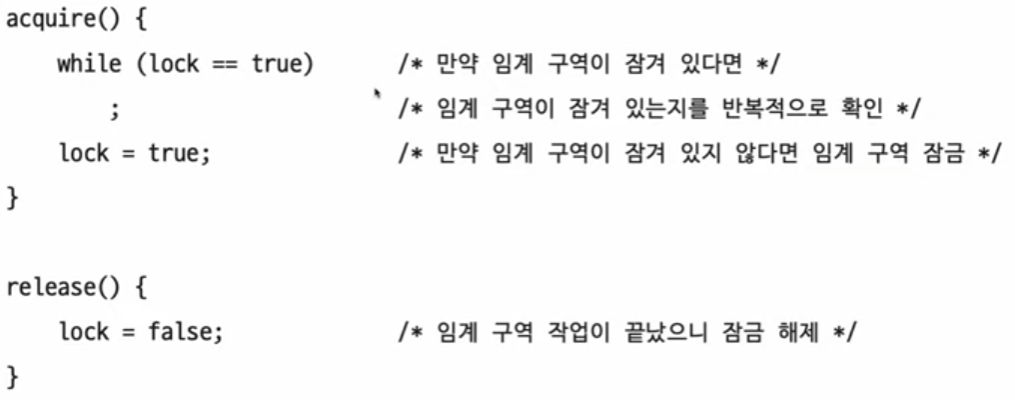 acquire() {
    while (lock == true)        /* 만약 임계 구역이 잠겨 있다면 */
        ;                       /* 임계 구역이 잠겨 있는지를 반복적으로 확인 */
    lock = true;                /* 만약 임계 구역이 잠겨 있지 않다면 임계 구역 잠금 */
}
release() {
    lock = false;               /* 임계 구역 작업이 끝났으니 잠금 해제 */
}